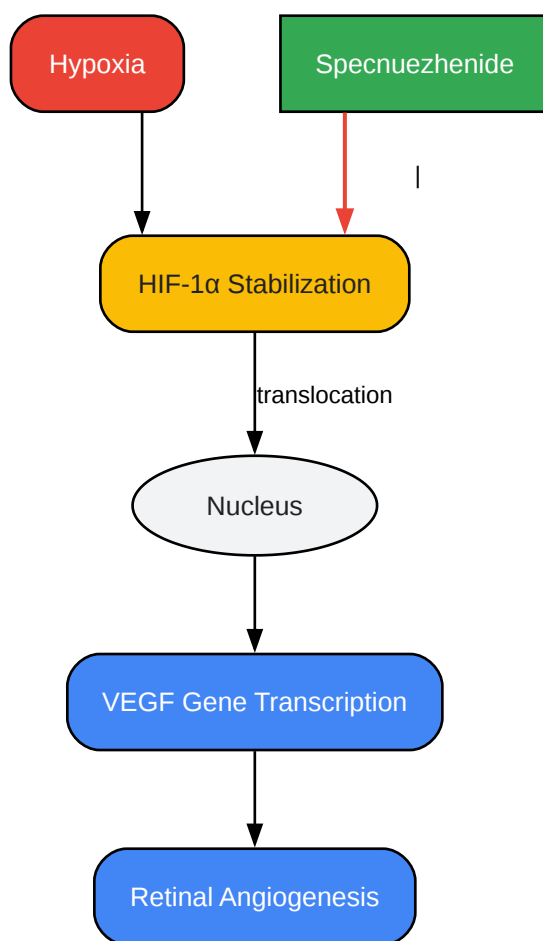 Hypoxia
Specnuezhenide
|
HIF-1α Stabilization
translocation
Nucleus
VEGF Gene Transcription
Retinal Angiogenesis